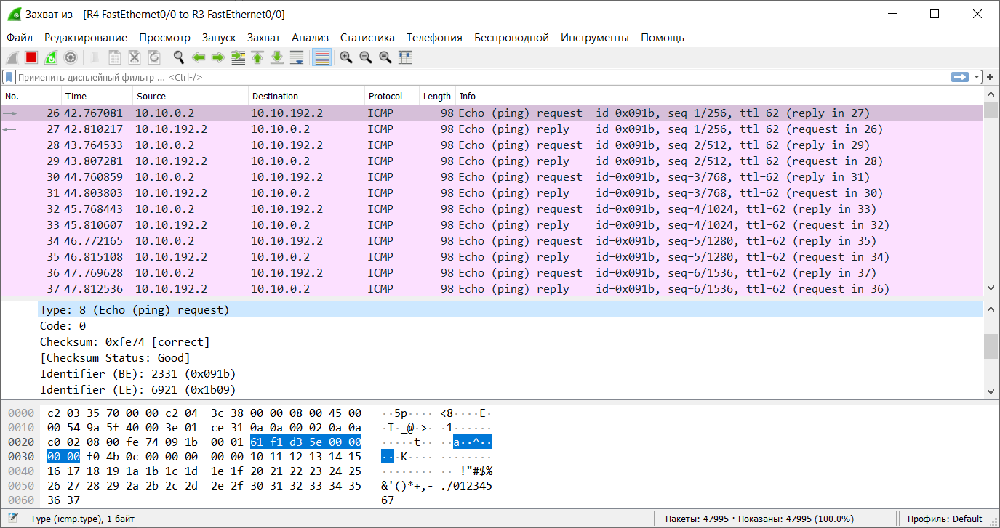 Захват из - [R4 FastEthernet0/0 to R3 FastEthernet0/0]
Файл Редактирование Просмотр Запуск Захват Анализ Статистика Телефония Беспроводной Инструменты Помощь
Применить дисплейный фильтр ... <Ctrl-/>
No. Time Source Destination Protocol Length Info
26 42.767081 10.10.0.2 10.10.192.2 ICMP 98 Echo (ping) request id=0x091b, seq=1/256, ttl=62 (reply in 27)
27 42.810217 10.10.192.2 10.10.0.2 ICMP 98 Echo (ping) reply id=0x091b, seq=1/256, ttl=62 (request in 26)
28 43.764533 10.10.0.2 10.10.192.2 ICMP 98 Echo (ping) request id=0x091b, seq=2/512, ttl=62 (reply in 29)
29 43.807281 10.10.192.2 10.10.0.2 ICMP 98 Echo (ping) reply id=0x091b, seq=2/512, ttl=62 (request in 28)
30 44.760859 10.10.0.2 10.10.192.2 ICMP 98 Echo (ping) request id=0x091b, seq=3/768, ttl=62 (reply in 31)
31 44.803803 10.10.192.2 10.10.0.2 ICMP 98 Echo (ping) reply id=0x091b, seq=3/768, ttl=62 (request in 30)
32 45.768443 10.10.0.2 10.10.192.2 ICMP 98 Echo (ping) request id=0x091b, seq=4/1024, ttl=62 (reply in 33)
33 45.810607 10.10.192.2 10.10.0.2 ICMP 98 Echo (ping) reply id=0x091b, seq=4/1024, ttl=62 (request in 32)
34 46.772165 10.10.0.2 10.10.192.2 ICMP 98 Echo (ping) request id=0x091b, seq=5/1280, ttl=62 (reply in 35)
35 46.815108 10.10.192.2 10.10.0.2 ICMP 98 Echo (ping) reply id=0x091b, seq=5/1280, ttl=62 (request in 34)
36 47.769628 10.10.0.2 10.10.192.2 ICMP 98 Echo (ping) request id=0x091b, seq=6/1536, ttl=62 (reply in 37)
37 47.812536 10.10.192.2 10.10.0.2 ICMP 98 Echo (ping) reply id=0x091b, seq=6/1536, ttl=62 (request in 36)
Type: 8 (Echo (ping) request)
Code: 0
Checksum: 0xfe74 [correct]
[Checksum Status: Good]
Identifier (BE): 2331 (0x091b)
Identifier (LE): 6921 (0x1b09)
0000 c2 03 35 70 00 00 c2 04 3c 38 00 00 08 00 45 00 ··5p···· <8····E·
0010 00 54 9a 5f 40 00 3e 01 ce 31 0a 0a 00 02 0a 0a ·T·_@·>· ·1······
0020 c0 02 08 00 fe 74 09 1b 00 01 61 f1 d3 5e 00 00 ·····t·· ··a··^··
0030 00 00 f0 4b 0c 00 00 00 00 00 10 11 12 13 14 15 ···K···· ········
0040 16 17 18 19 1a 1b 1c 1d 1e 1f 20 21 22 23 24 25 ········ ·· !"#$%
0050 26 27 28 29 2a 2b 2c 2d 2e 2f 30 31 32 33 34 35 &'()*+,- ./012345
0060 36 37 67
Type (icmp.type), 1 байт Пакеты: 47995 · Показаны: 47995 (100.0%) Профиль: Default